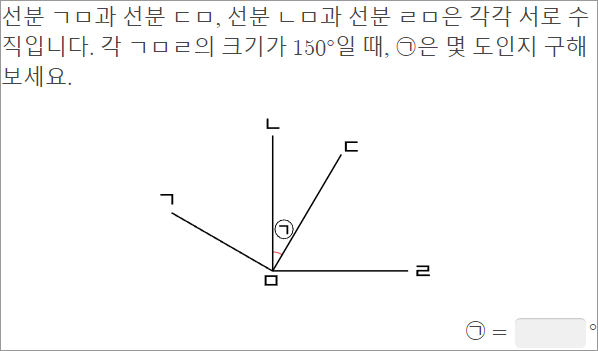 선분 ㄱㅁ과 선분 ㄷㅁ, 선분 ㄴㅁ과 선분 ㄹㅁ은 각각 서로 수
직입니다. 각 ㄱㅁㄹ의 크기가 150°일 때, ㉠은 몇 도인지 구해
보세요.
ㄴ
ㄷ
ㄱ
㉠
ㅁ
ㄹ
㉠ = °